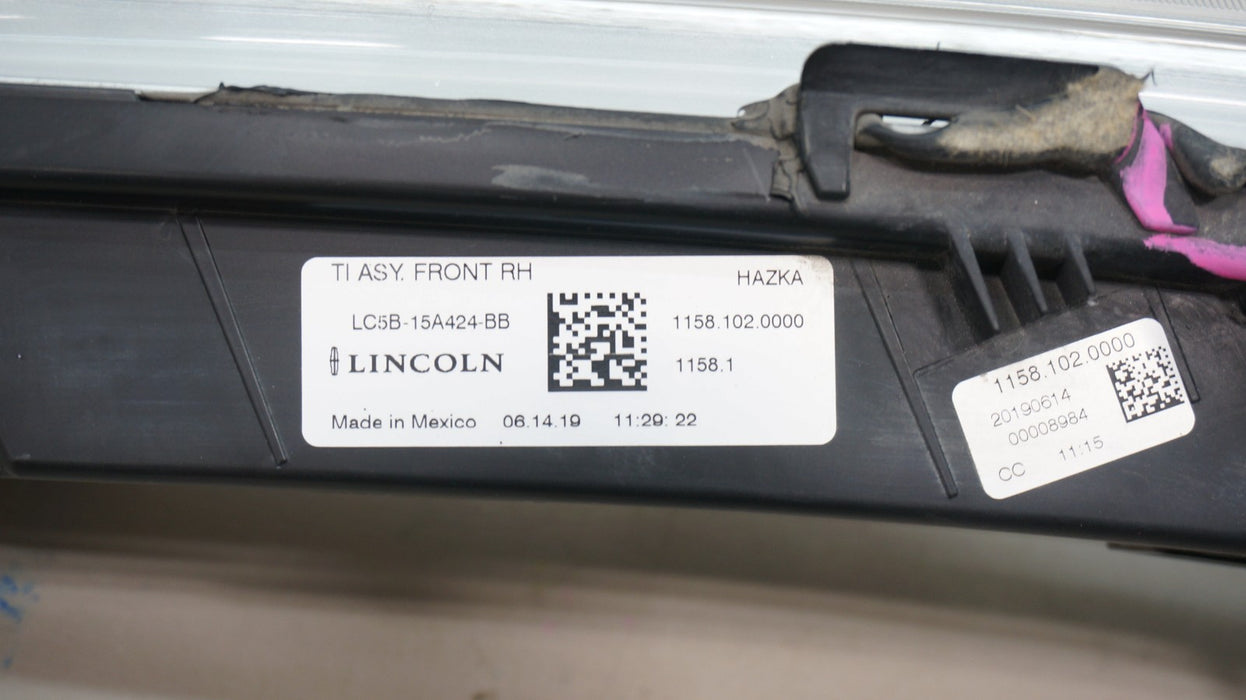 TI ASY. FRONT RH
HAZKA
LC5B-15A424-BB
1158.102.0000
LINCOLN
1158.1
Made in Mexico 06.14.19 11:29: 22
1158.102.0000
20190614
00008984
CC 11:15